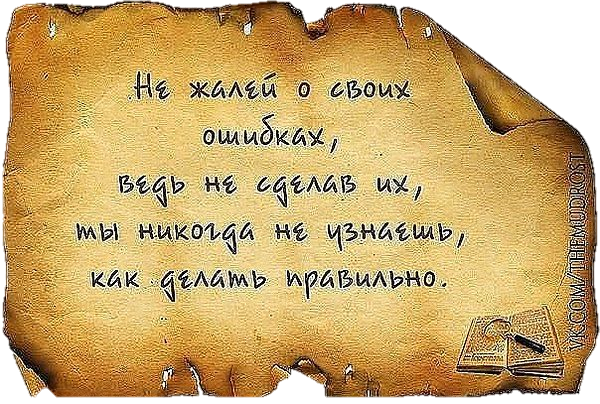 Не жалей о своих
ошибках,
ведь не сделав их,
ты никогда не узнаешь,
как делать правильно.
VK.COM/THEMUDROST